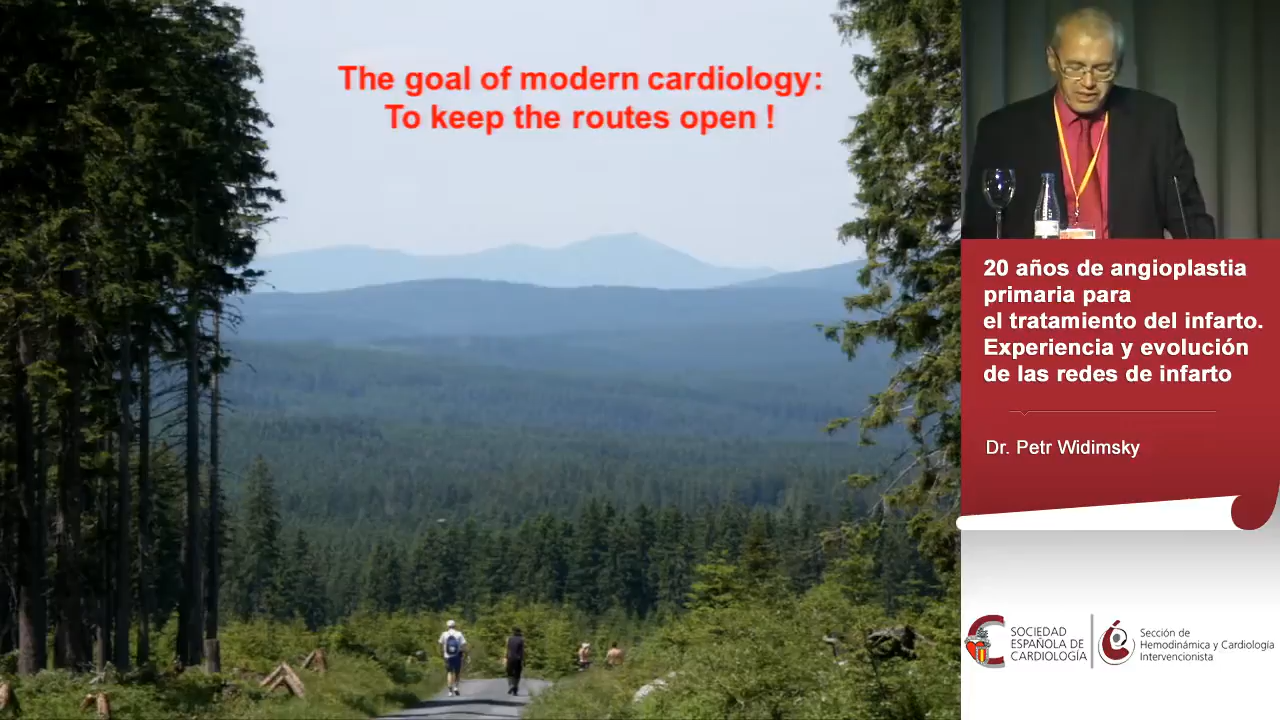 The goal of modern cardiology:
To keep the routes open !
20 años de angioplastia
primaria para
el tratamiento del infarto.
Experiencia y evolución
de las redes de infarto
Dr. Petr Widimsky
SOCIEDAD
ESPAÑOLA DE
CARDIOLOGÍA
Sección de
Hemodinámica y Cardiología
Intervencionista